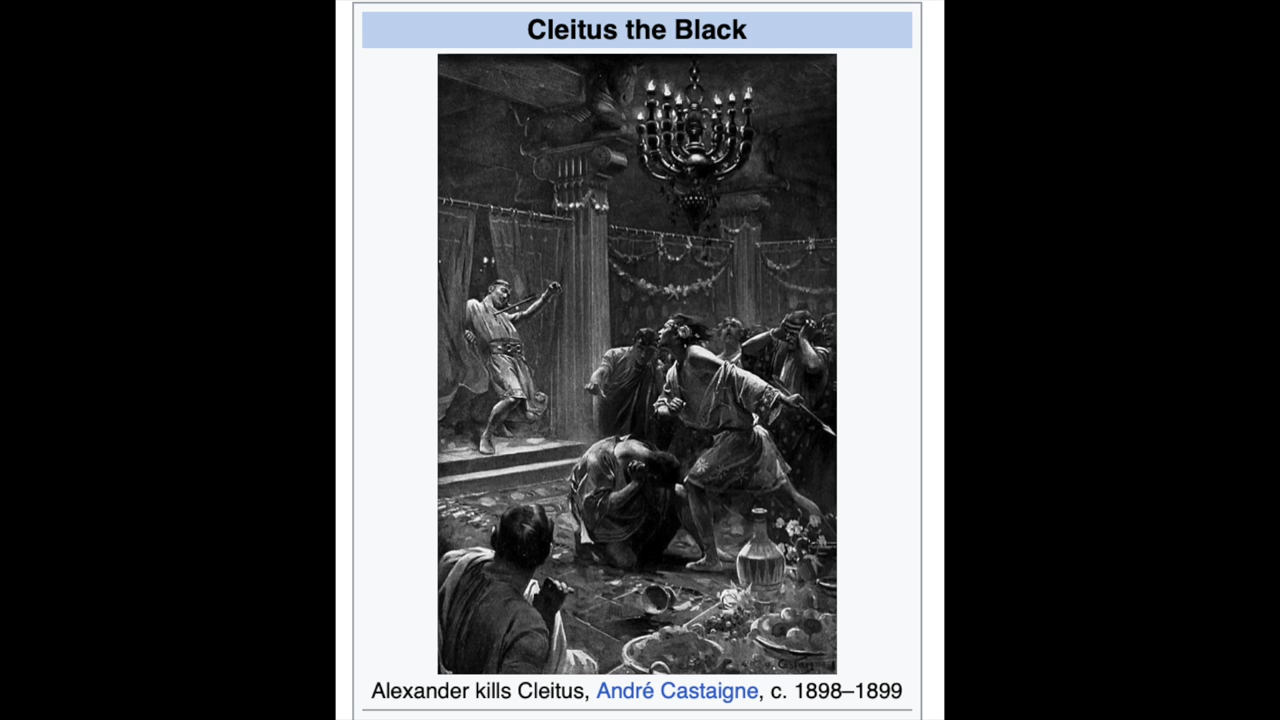 Cleitus the Black
Alexander kills Cleitus, André Castaigne, c. 1898–1899